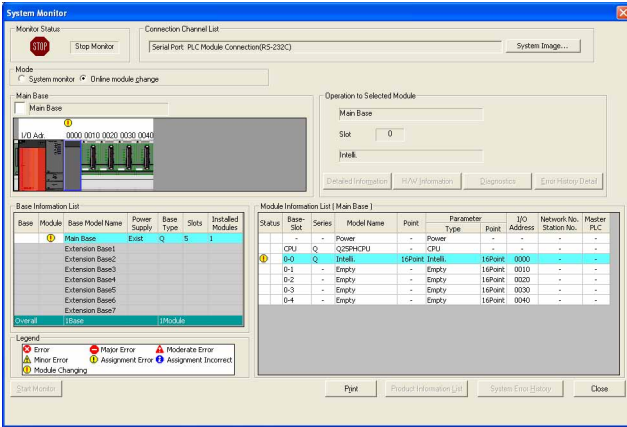 System Monitor
Monitor Status
STOP
Stop Monitor
Connection Channel List
Serial Port PLC Module Connection(RS-232C)
System Image...
Mode
System monitor Online module change
Main Base
Main Base
I/O Adr. 0000 0010 0020 0030 0040
Operation to Selected Module
Main Base
Slot 0
Intelli.
Detailed Information H/W Information Diagnostics Error History Detail
Base Information List
Base Module Base Model Name Power Supply Base Type Slots Installed Modules
Main Base Exist Q 5 1
Extension Base1
Extension Base2
Extension Base3
Extension Base4
Extension Base5
Extension Base6
Extension Base7
Overall 1Base 1Module
Module Information List ( Main Base )
Status Base-Slot Series Model Name Point Parameter Type Point I/O Address Network No. Station No. Master PLC
- - Power - Power - - - -
CPU Q Q25PHCPU - CPU - - - -
0-0 Q Intelli. 16Point Intelli. 16Point 0000 - -
0-1 - Empty - Empty 16Point 0010 - -
0-2 - Empty - Empty 16Point 0020 - -
0-3 - Empty - Empty 16Point 0030 - -
0-4 - Empty - Empty 16Point 0040 - -
Legend
Error Major Error Moderate Error
Minor Error Assignment Error Assignment Incorrect
Module Changing
Start Monitor
Print Product Information List System Error History Close